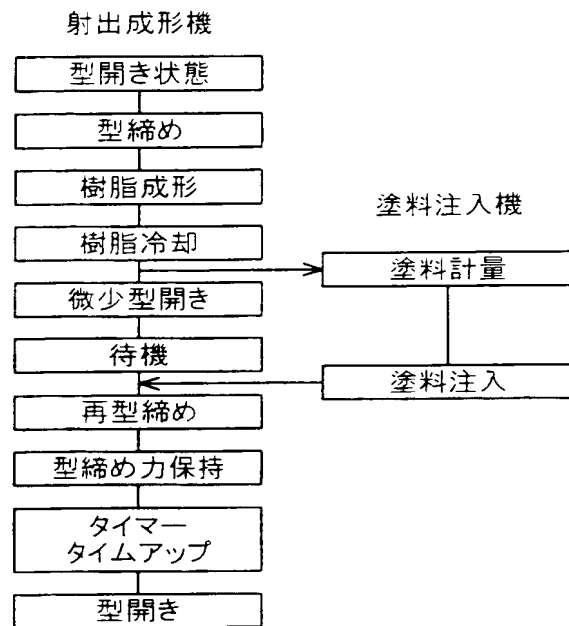 射出成形機
型開き状態
型締め
樹脂成形
樹脂冷却
微少型開き
待機
再型締め
型締め力保持
タイマー
タイムアップ
型開き
塗料注入機
塗料計量
塗料注入